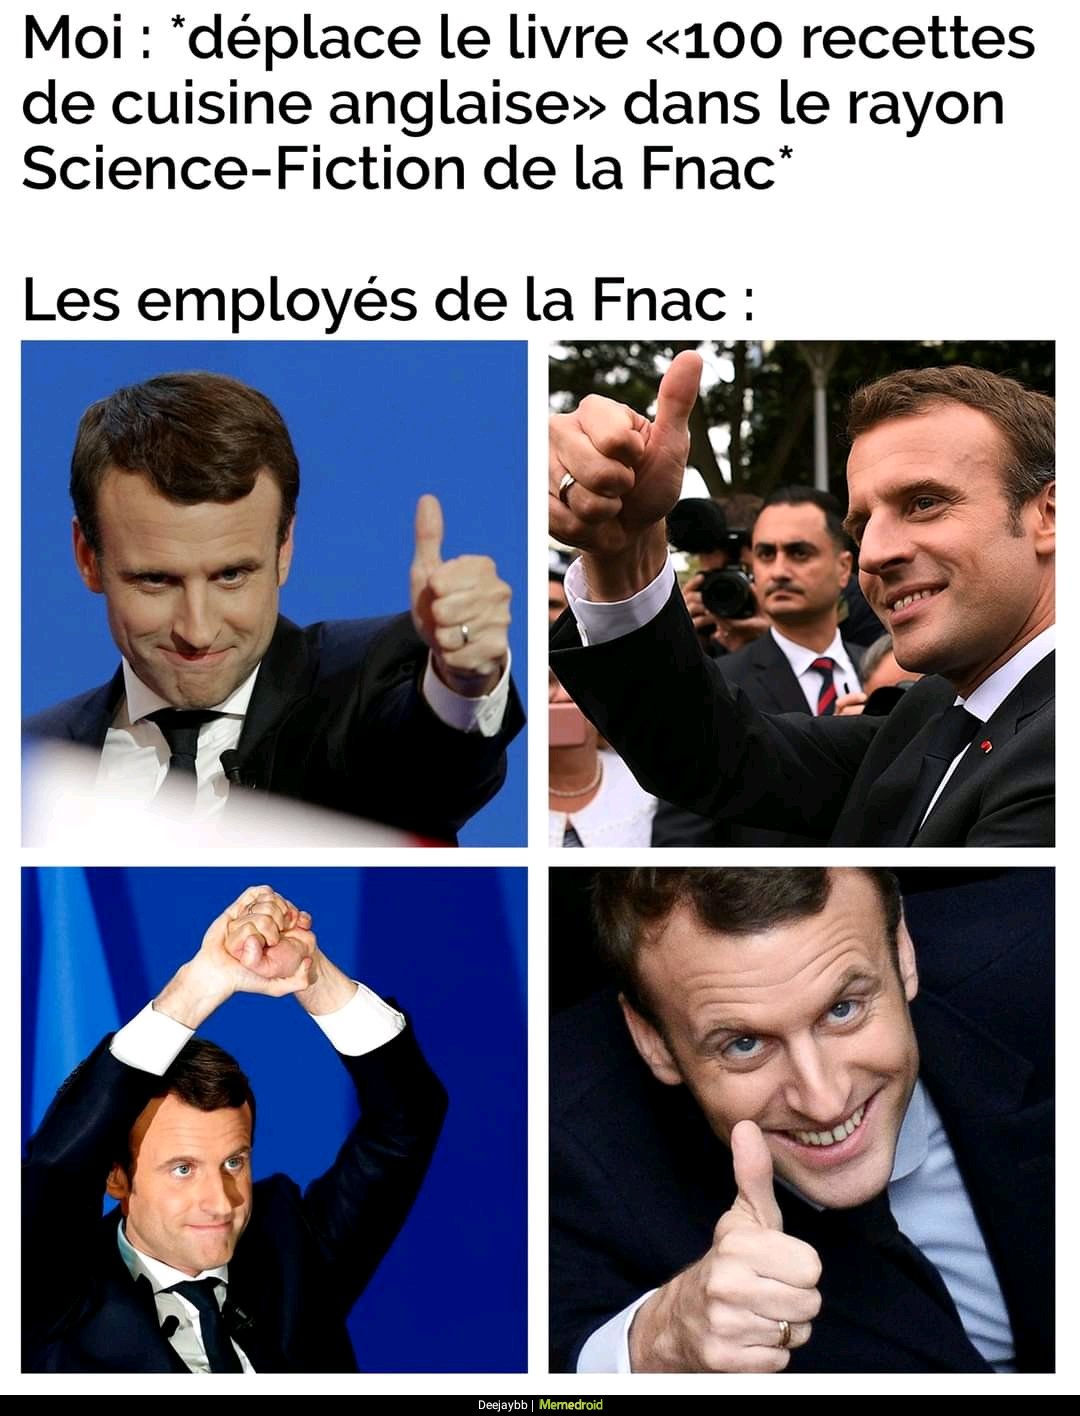 Moi : *déplace le livre «100 recettes
de cuisine anglaise» dans le rayon
Science-Fiction de la Fnac*
Les employés de la Fnac :
Deejaybb | Memedroid